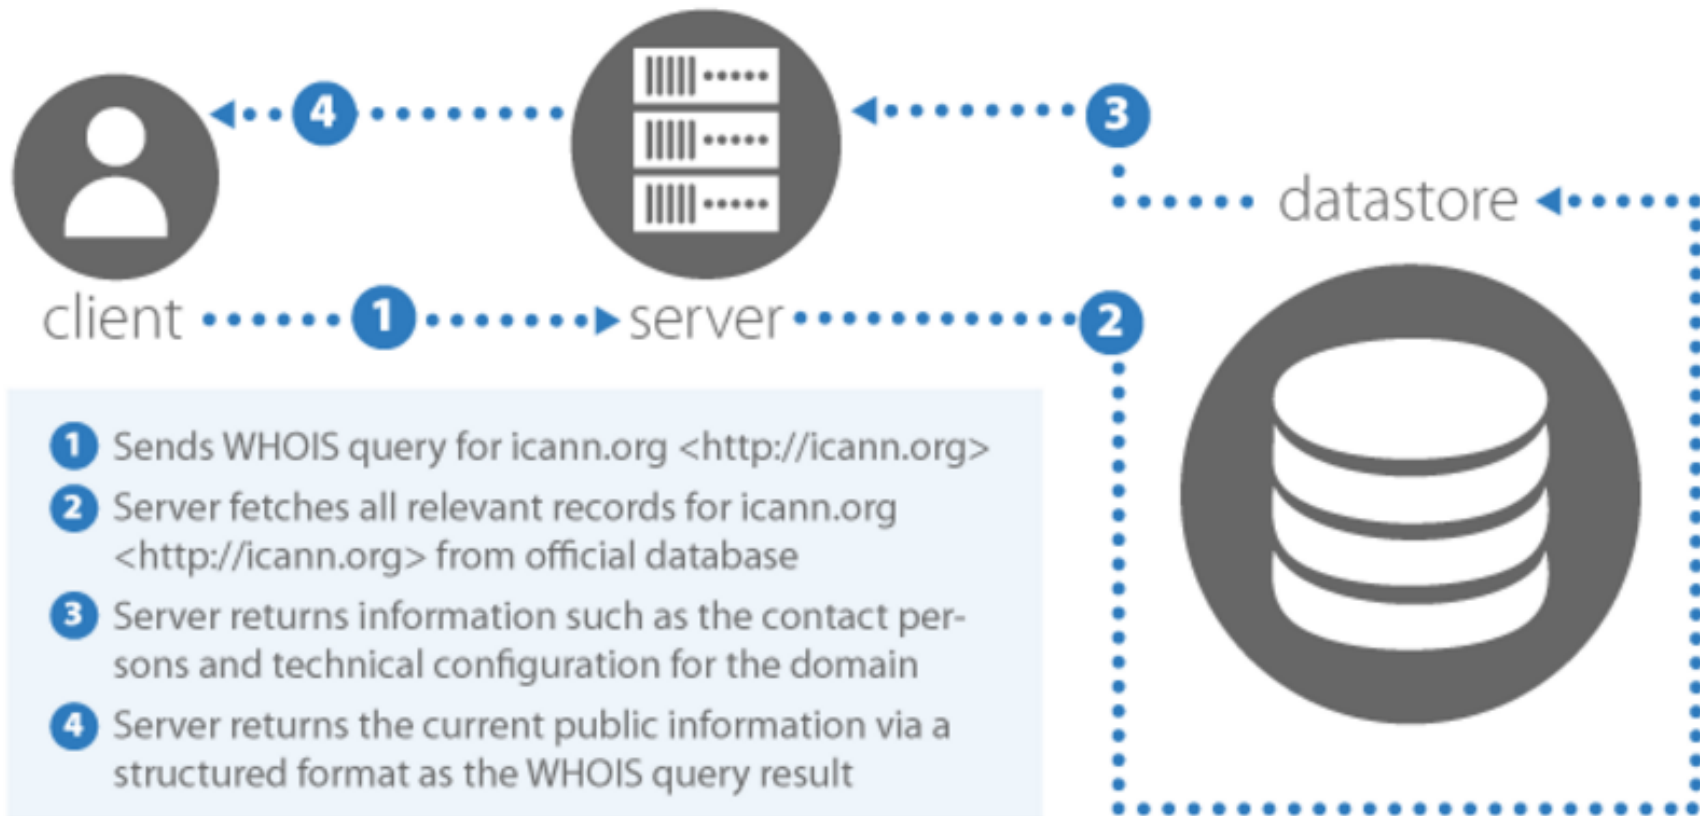 4
3
datastore
client
1
server
2
1 Sends WHOIS query for icann.org <http://icann.org>
2 Server fetches all relevant records for icann.org
<http://icann.org> from official database
3 Server returns information such as the contact per-
sons and technical configuration for the domain
4 Server returns the current public information via a
structured format as the WHOIS query result